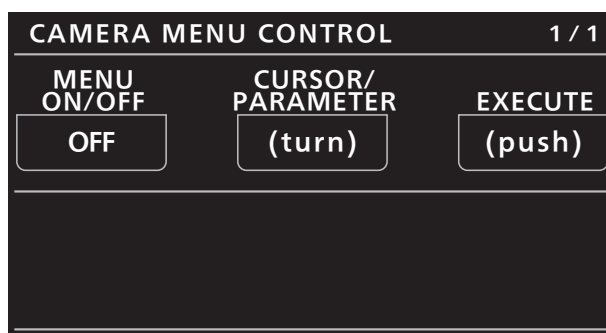 CAMERA MENU CONTROL 1/1
MENU
ON/OFF
CURSOR/
PARAMETER
EXECUTE
OFF
(turn)
(push)